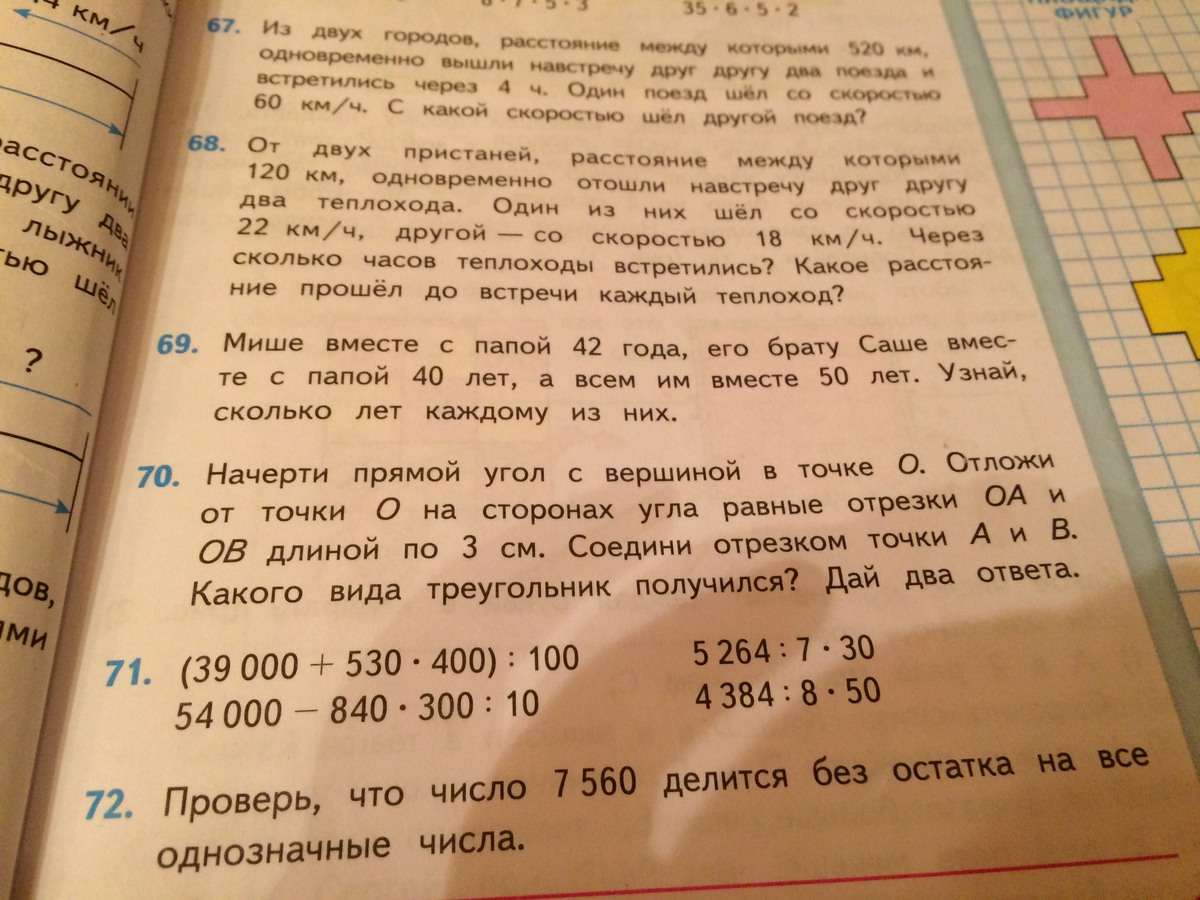 км/ч
35 · 6 · 5 · 2
ФИГУР
67. Из двух городов, расстояние между которыми 520 км,
одновременно вышли навстречу друг другу два поезда и
встретились через 4 ч. Один поезд шёл со скоростью
60 км/ч. С какой скоростью шёл другой поезд?
68. От двух пристаней, расстояние между которыми
120 км, одновременно отошли навстречу друг другу
два теплохода. Один из них шёл со скоростью
22 км/ч, другой — со скоростью 18 км/ч. Через
сколько часов теплоходы встретились? Какое расстоя-
ние прошёл до встречи каждый теплоход?
69. Мише вместе с папой 42 года, его брату Саше вмес-
те с папой 40 лет, а всем им вместе 50 лет. Узнай,
сколько лет каждому из них.
70. Начерти прямой угол с вершиной в точке О. Отложи
от точки О на сторонах угла равные отрезки ОА и
ОВ длиной по 3 см. Соедини отрезком точки А и В.
Какого вида треугольник получился? Дай два ответа.
71. (39 000 + 530 · 400) : 100 5 264 : 7 · 30
54 000 − 840 · 300 : 10 4 384 : 8 · 50
72. Проверь, что число 7 560 делится без остатка на все
однозначные числа.
другу два
лыжник
шёл
?